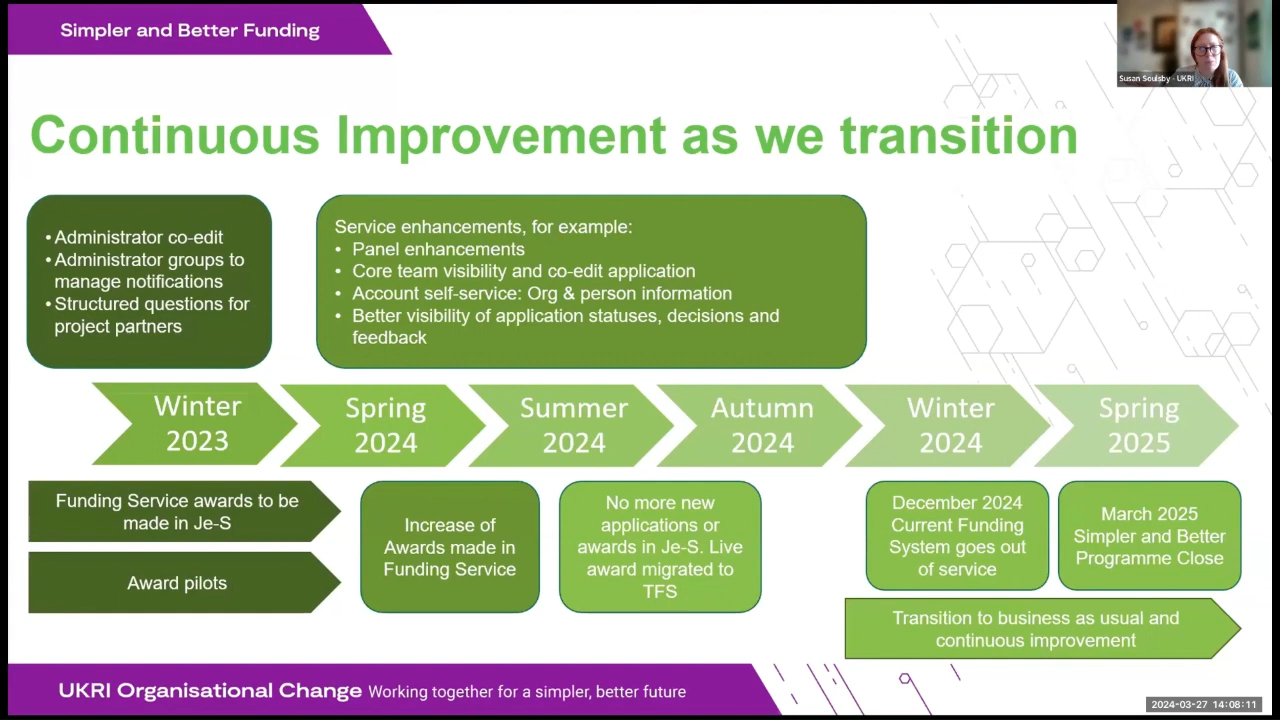 Simpler and Better Funding
Susan Soulsby - UKRI
Continuous Improvement as we transition
• Administrator co-edit
• Administrator groups to
manage notifications
• Structured questions for
project partners
Service enhancements, for example:
• Panel enhancements
• Core team visibility and co-edit application
• Account self-service: Org & person information
• Better visibility of application statuses, decisions and
feedback
Winter
2023
Spring
2024
Summer
2024
Autumn
2024
Winter
2024
Spring
2025
Funding Service awards to be
made in Je-S
Award pilots
Increase of
Awards made in
Funding Service
No more new
applications or
awards in Je-S. Live
award migrated to
TFS
December 2024
Current Funding
System goes out
of service
March 2025
Simpler and Better
Programme Close
Transition to business as usual and
continuous improvement
UKRI Organisational Change Working together for a simpler, better future
2024-03-27 14:08:11